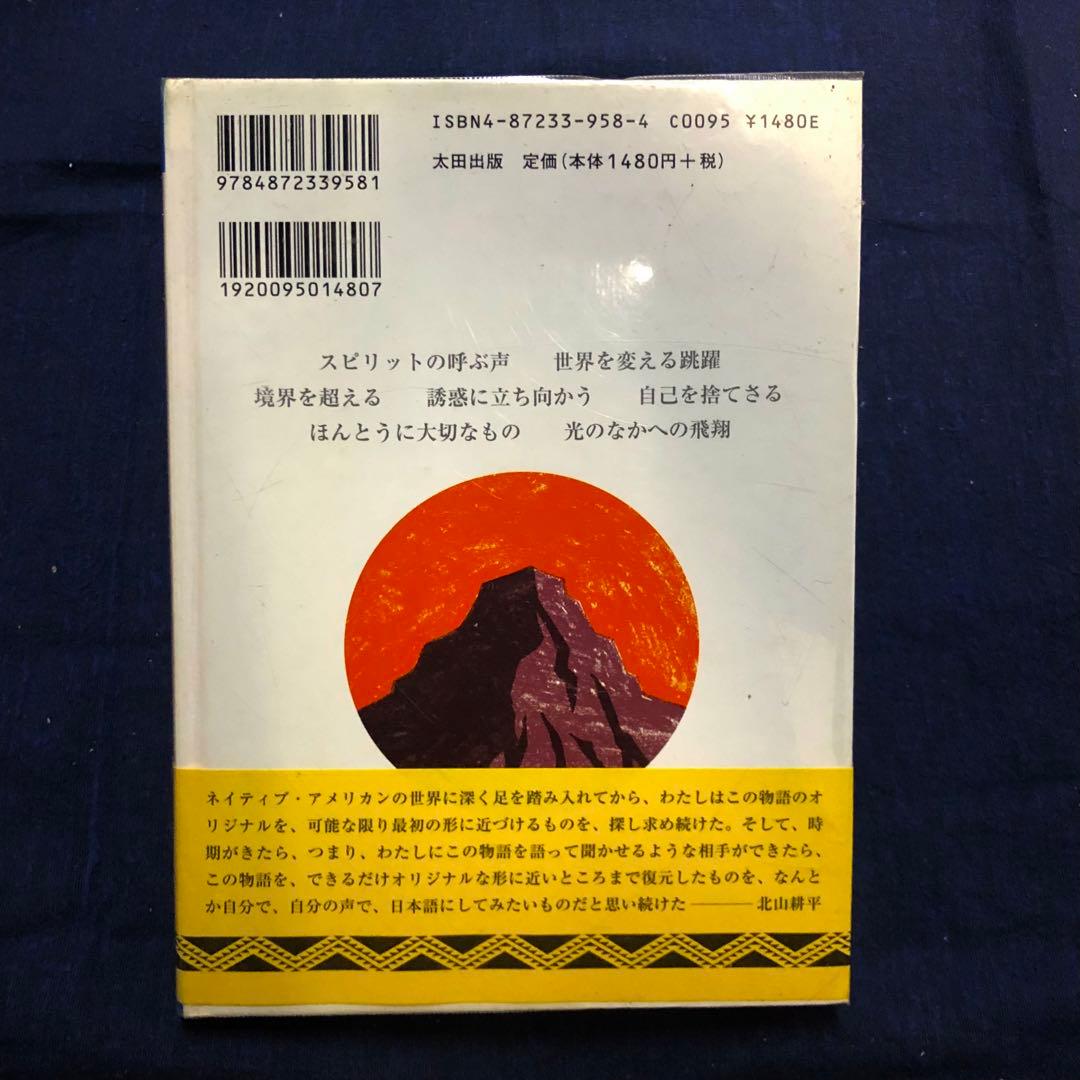 ISBN4-87233-958-4 C0095 ¥1480E
太田出版 定価(本体1480円+税)
9784872339581
1920095014807
スピリットの呼ぶ声 世界を変える跳躍
境界を超える 誘惑に立ち向かう 自己を捨てさる
ほんとうに大切なもの 光のなかへの飛翔
ネイティブ・アメリカンの世界に深く足を踏み入れてから、わたしはこの物語のオ
リジナルを、可能な限り最初の形に近づけるものを、探し求め続けた。そして、時
期がきたら、つまり、わたしにこの物語を語って聞かせるような相手ができたら、
この物語を、できるだけオリジナルな形に近いところまで復元したものを、なんと
か自分で、自分の声で、日本語にしてみたいものだと思い続けた――― 北山耕平